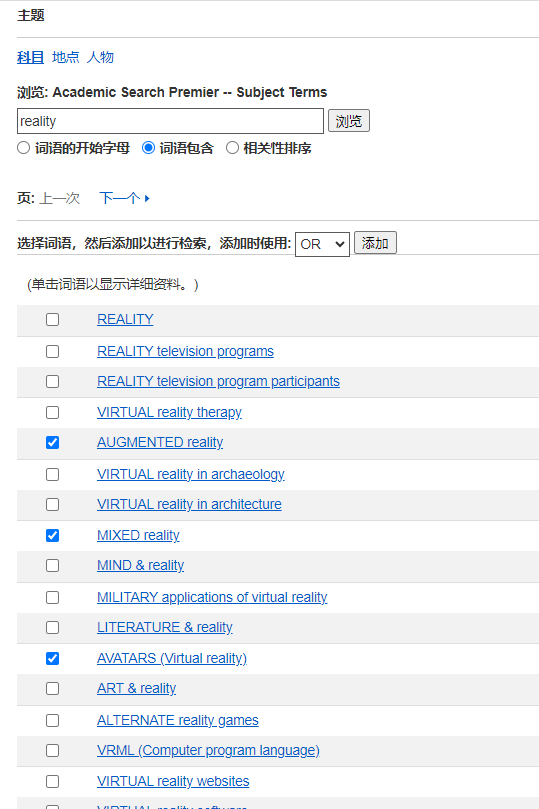 主题
科目 地点 人物
浏览: Academic Search Premier -- Subject Terms
reality 浏览
词语的开始字母 词语包含 相关性排序
页: 上一次 下一个
选择词语，然后添加以进行检索，添加时使用: OR 添加
(单击词语以显示详细资料。)
REALITY
REALITY television programs
REALITY television program participants
VIRTUAL reality therapy
AUGMENTED reality
VIRTUAL reality in archaeology
VIRTUAL reality in architecture
MIXED reality
MIND & reality
MILITARY applications of virtual reality
LITERATURE & reality
AVATARS (Virtual reality)
ART & reality
ALTERNATE reality games
VRML (Computer program language)
VIRTUAL reality websites
VIRTUAL reality software